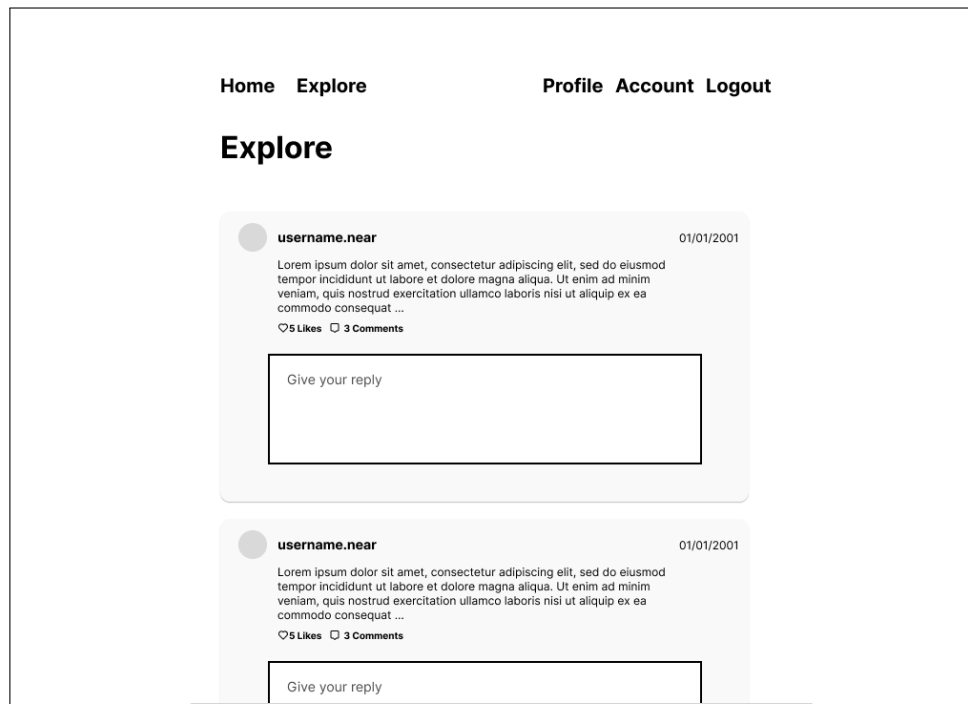 Home Explore Profile Account Logout
Explore
username.near 01/01/2001
Lorem ipsum dolor sit amet, consectetur adipiscing elit, sed do eiusmod
tempor incididunt ut labore et dolore magna aliqua. Ut enim ad minim
veniam, quis nostrud exercitation ullamco laboris nisi ut aliquip ex ea
commodo consequat ...
5 Likes 3 Comments
Give your reply
username.near 01/01/2001
Lorem ipsum dolor sit amet, consectetur adipiscing elit, sed do eiusmod
tempor incididunt ut labore et dolore magna aliqua. Ut enim ad minim
veniam, quis nostrud exercitation ullamco laboris nisi ut aliquip ex ea
commodo consequat ...
5 Likes 3 Comments
Give your reply